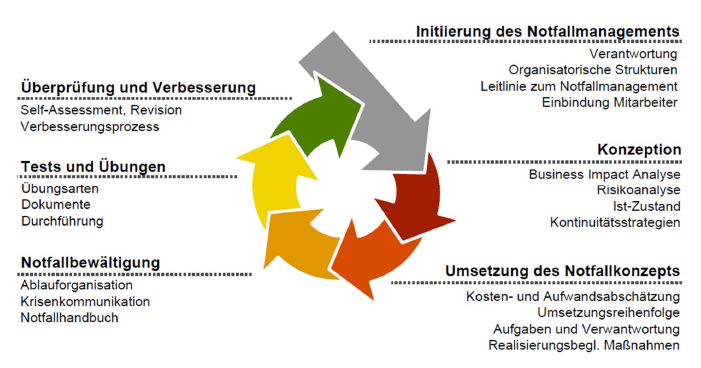 Initiierung des Notfallmanagements
Verantwortung
Organisatorische Strukturen
Leitlinie zum Notfallmanagement
Einbindung Mitarbeiter
Konzeption
Business Impact Analyse
Risikoanalyse
Ist-Zustand
Kontinuitätsstrategien
Umsetzung des Notfallkonzepts
Kosten- und Aufwandsabschätzung
Umsetzungsreihenfolge
Aufgaben und Verwantwortung
Realisierungsbegl. Maßnahmen
Notfallbewältigung
Ablauforganisation
Krisenkommunikation
Notfallhandbuch
Tests und Übungen
Übungsarten
Dokumente
Durchführung
Überprüfung und Verbesserung
Self-Assessment, Revision
Verbesserungsprozess